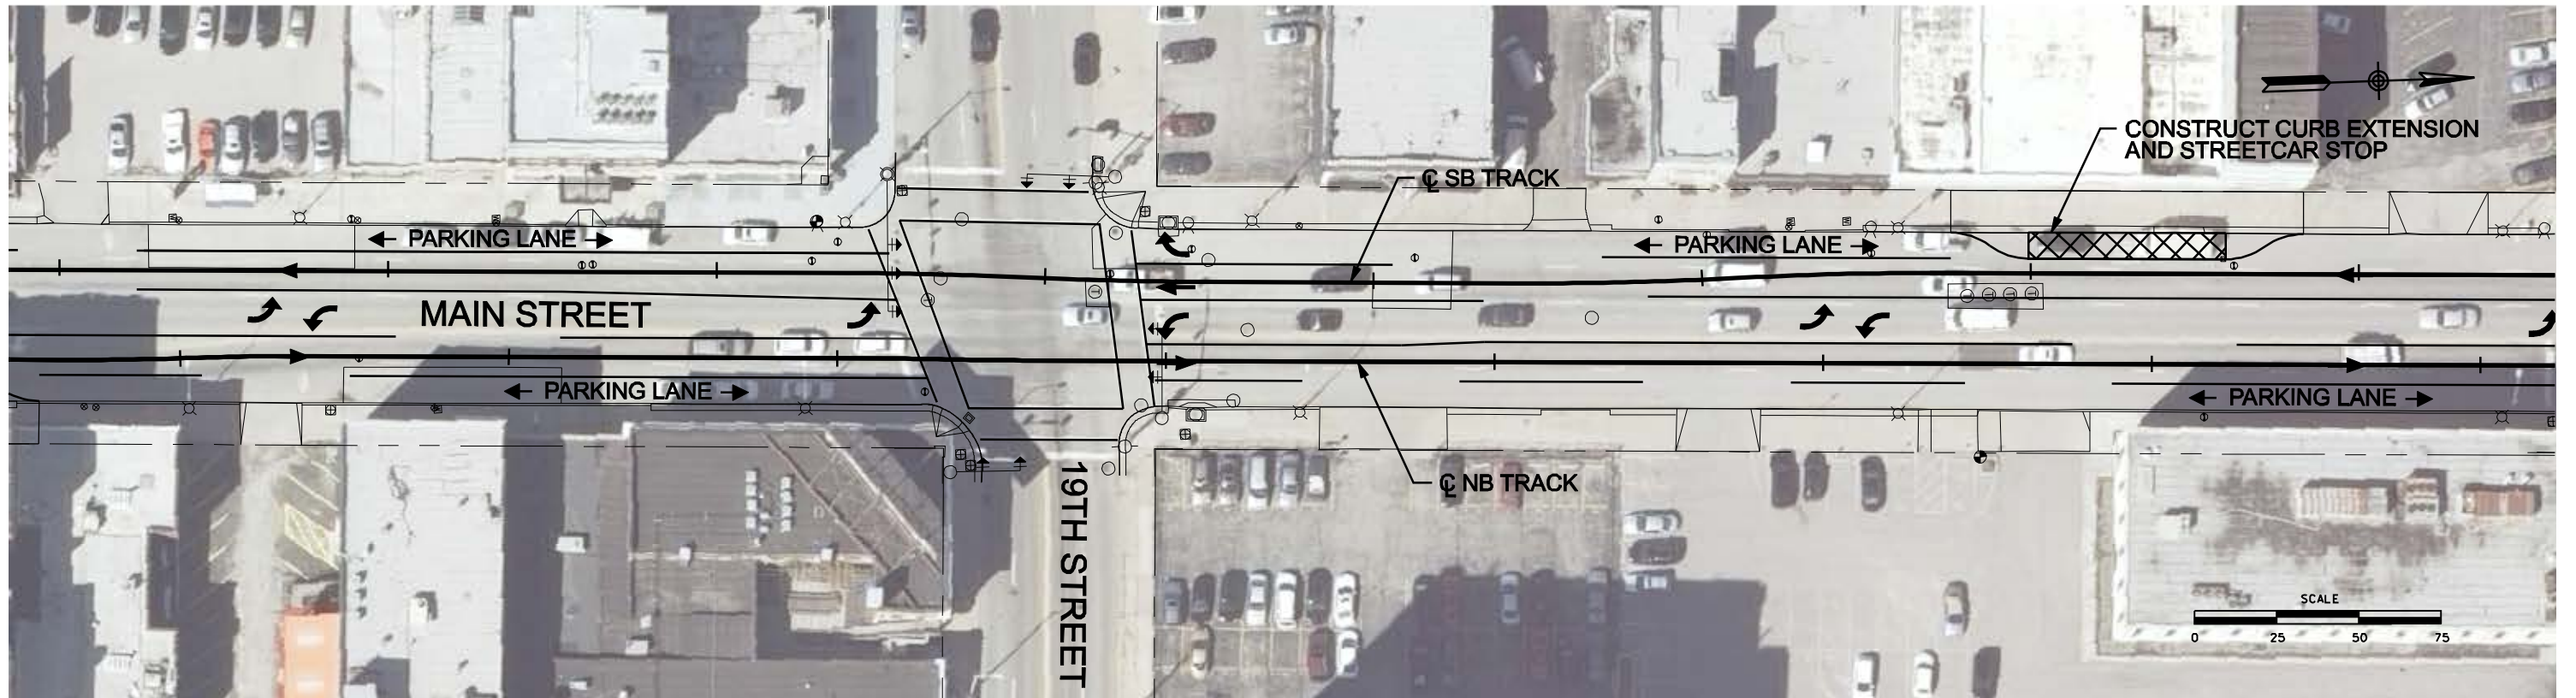 CONSTRUCT CURB EXTENSION
AND STREETCAR STOP
℄ SB TRACK
PARKING LANE
PARKING LANE
MAIN STREET
PARKING LANE
PARKING LANE
℄ NB TRACK
19TH STREET
SCALE
0 25 50 75